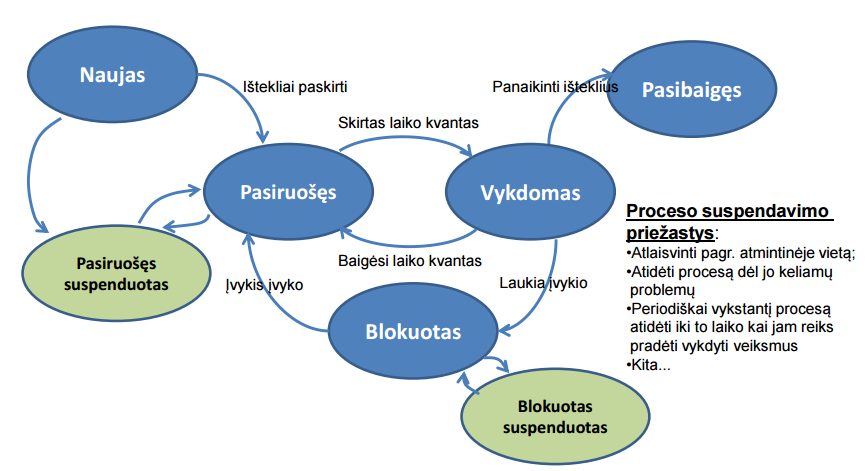 Naujas
Ištekliai paskirti
Panaikinti išteklius
Pasibaigęs
Skirtas laiko kvantas
Pasiruošęs
Vykdomas
Baigėsi laiko kvantas
Pasiruošęs
suspenduotas
Įvykis įvyko
Laukia įvykio
Blokuotas
Blokuotas
suspenduotas
Proceso suspendavimo
priežastys:
•Atlaisvinti pagr. atmintinėje vietą;
•Atidėti procesą dėl jo keliamų
problemų
•Periodiškai vykstantį procesą
atidėti iki to laiko kai jam reiks
pradėti vykdyti veiksmus
•Kita...